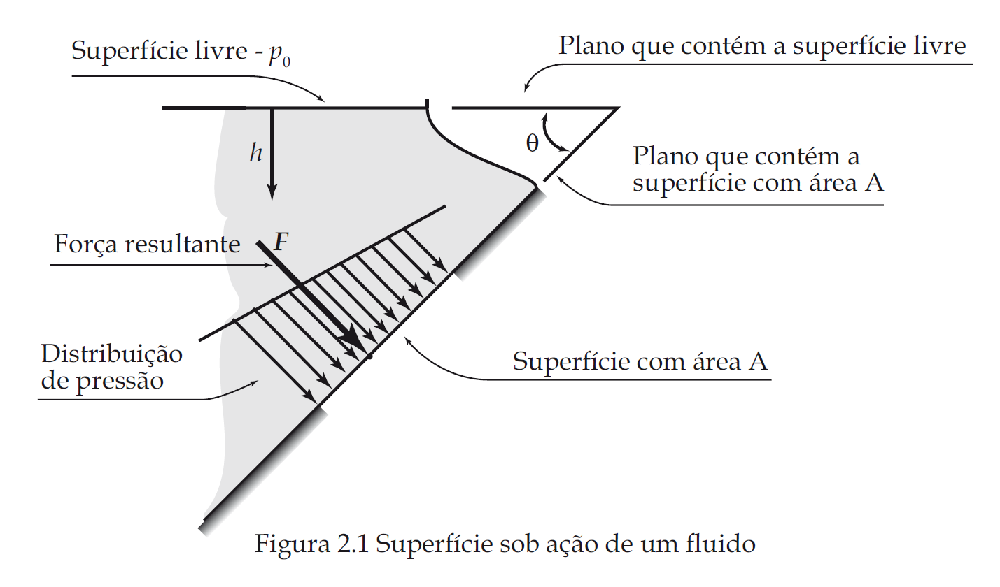 Superfície livre - p₀
Plano que contém a superfície livre
h
θ
Plano que contém a
superfície com área A
Força resultante
F
Distribuição
de pressão
Superfície com área A
Figura 2.1 Superfície sob ação de um fluido